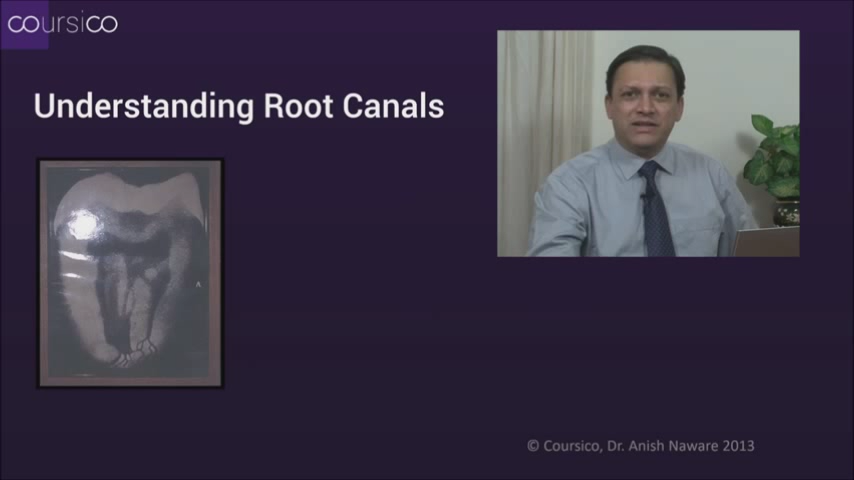 coursico
Understanding Root Canals
A
© Coursico, Dr. Anish Naware 2013